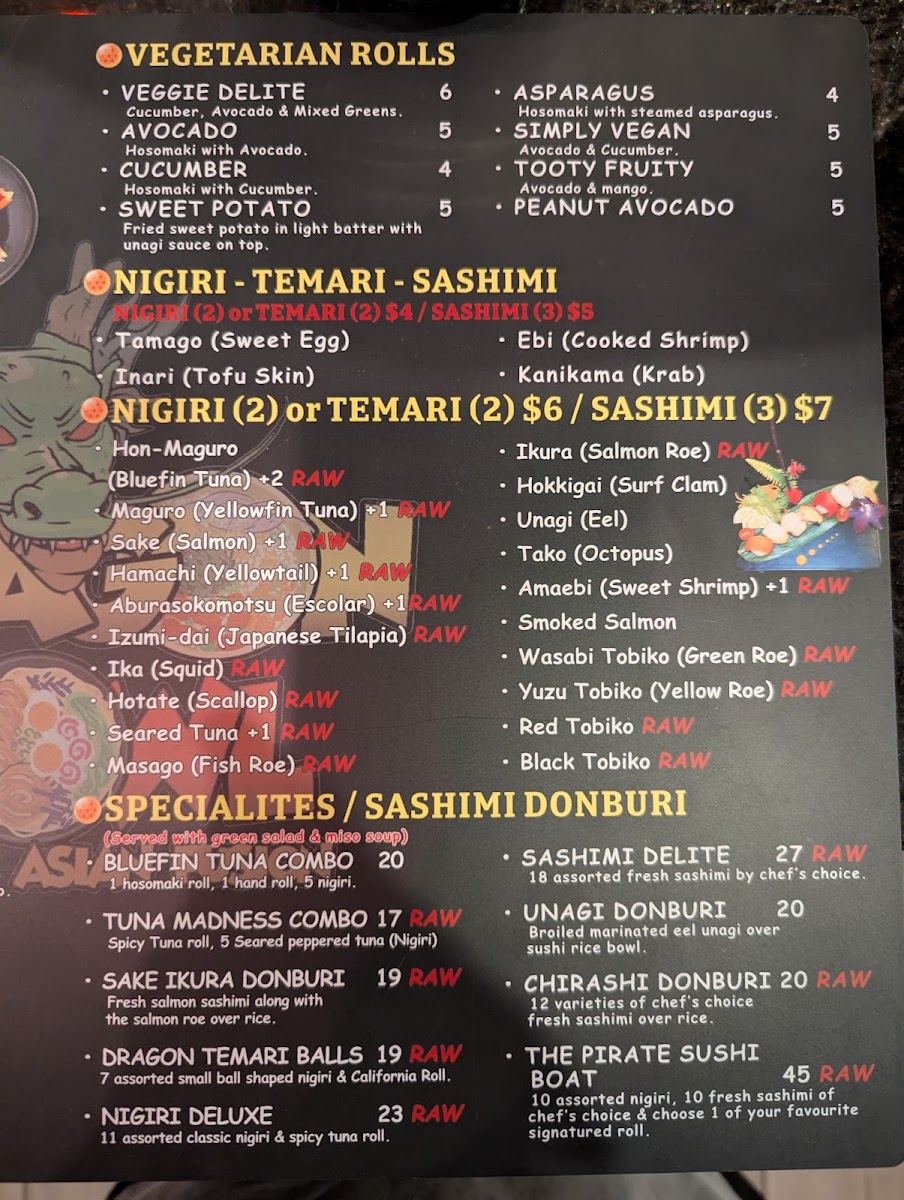 VEGETARIAN ROLLS
• VEGGIE DELITE 6
Cucumber, Avocado & Mixed Greens.
• AVOCADO 5
Hosomaki with Avocado.
• CUCUMBER 4
Hosomaki with Cucumber.
• SWEET POTATO 5
Fried sweet potato in light batter with
unagi sauce on top.
• ASPARAGUS 4
Hosomaki with steamed asparagus.
• SIMPLY VEGAN 5
Avocado & Cucumber.
• TOOTY FRUITY 5
Avocado & mango.
• PEANUT AVOCADO 5
NIGIRI - TEMARI - SASHIMI
NIGIRI (2) or TEMARI (2) $4 / SASHIMI (3) $5
• Tamago (Sweet Egg)
• Inari (Tofu Skin)
• Ebi (Cooked Shrimp)
• Kanikama (Krab)
NIGIRI (2) or TEMARI (2) $6 / SASHIMI (3) $7
• Hon-Maguro
(Bluefin Tuna) +2 RAW
• Maguro (Yellowfin Tuna) +1 RAW
• Sake (Salmon) +1 RAW
• Hamachi (Yellowtail) +1 RAW
• Aburasokomotsu (Escolar) +1 RAW
• Izumi-dai (Japanese Tilapia) RAW
• Ika (Squid) RAW
• Hotate (Scallop) RAW
• Seared Tuna +1 RAW
• Masago (Fish Roe) RAW
• Ikura (Salmon Roe) RAW
• Hokkigai (Surf Clam)
• Unagi (Eel)
• Tako (Octopus)
• Amaebi (Sweet Shrimp) +1 RAW
• Smoked Salmon
• Wasabi Tobiko (Green Roe) RAW
• Yuzu Tobiko (Yellow Roe) RAW
• Red Tobiko RAW
• Black Tobiko RAW
SPECIALITES / SASHIMI DONBURI
(Served with green salad & miso soup)
• BLUEFIN TUNA COMBO 20
1 hosomaki roll, 1 hand roll, 5 nigiri.
• TUNA MADNESS COMBO 17 RAW
Spicy Tuna roll, 5 Seared peppered tuna (Nigiri)
• SAKE IKURA DONBURI 19 RAW
Fresh salmon sashimi along with
the salmon roe over rice.
• DRAGON TEMARI BALLS 19 RAW
7 assorted small ball shaped nigiri & California Roll.
• NIGIRI DELUXE 23 RAW
11 assorted classic nigiri & spicy tuna roll.
• SASHIMI DELITE 27 RAW
18 assorted fresh sashimi by chef's choice.
• UNAGI DONBURI 20
Broiled marinated eel unagi over
sushi rice bowl.
• CHIRASHI DONBURI 20 RAW
12 varieties of chef's choice
fresh sashimi over rice.
• THE PIRATE SUSHI
BOAT 45 RAW
10 assorted nigiri, 10 fresh sashimi of
chef's choice & choose 1 of your favourite
signatured roll.